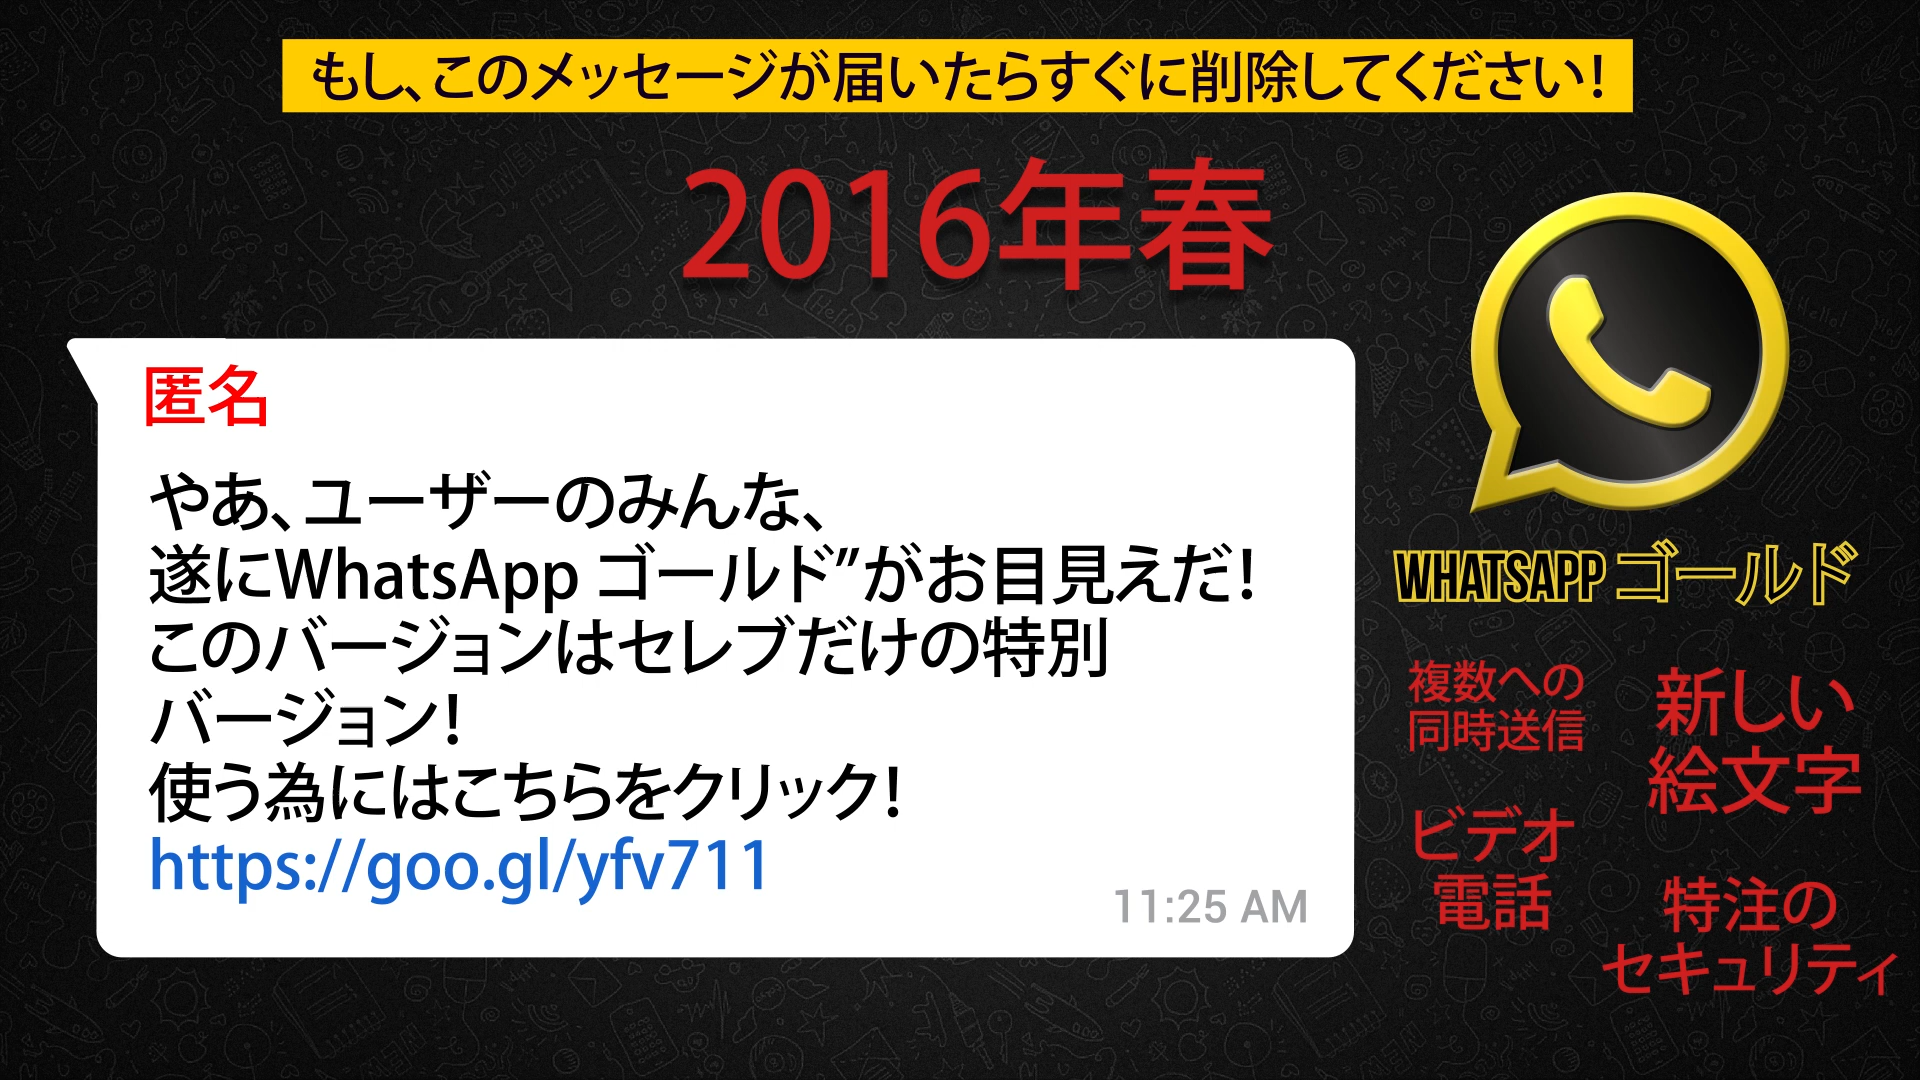 もし、このメッセージが届いたらすぐに削除してください!
2016年春
匿名
やあ、ユーザーのみんな、
遂にWhatsApp ゴールド”がお目見えだ!
このバージョンはセレブだけの特別
バージョン!
使う為にはこちらをクリック!
https://goo.gl/yfv711
11:25 AM
WHATSAPP ゴールド
複数への
同時送信
新しい
絵文字
ビデオ
電話
特注の
セキュリティ